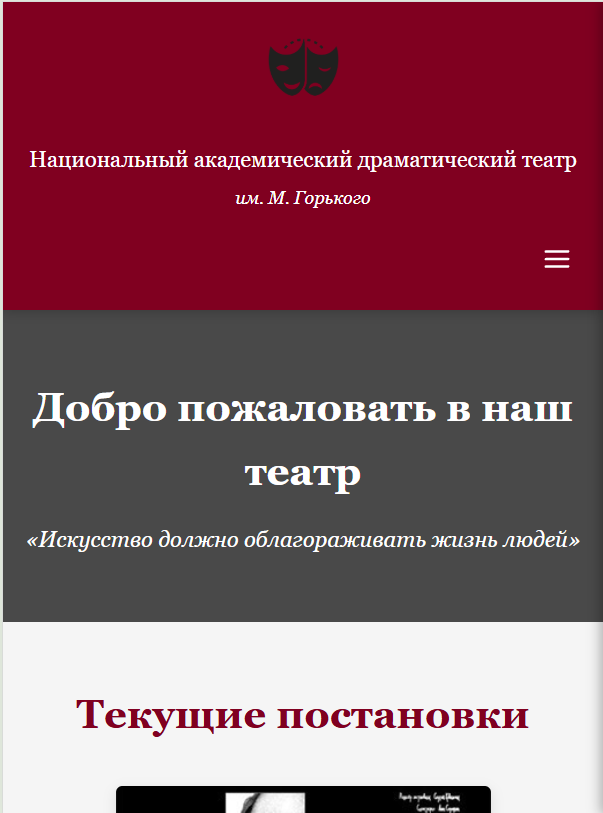 Национальный академический драматический театр
им. М. Горького
Добро пожаловать в наш
театр
«Искусство должно облагораживать жизнь людей»
Текущие постановки